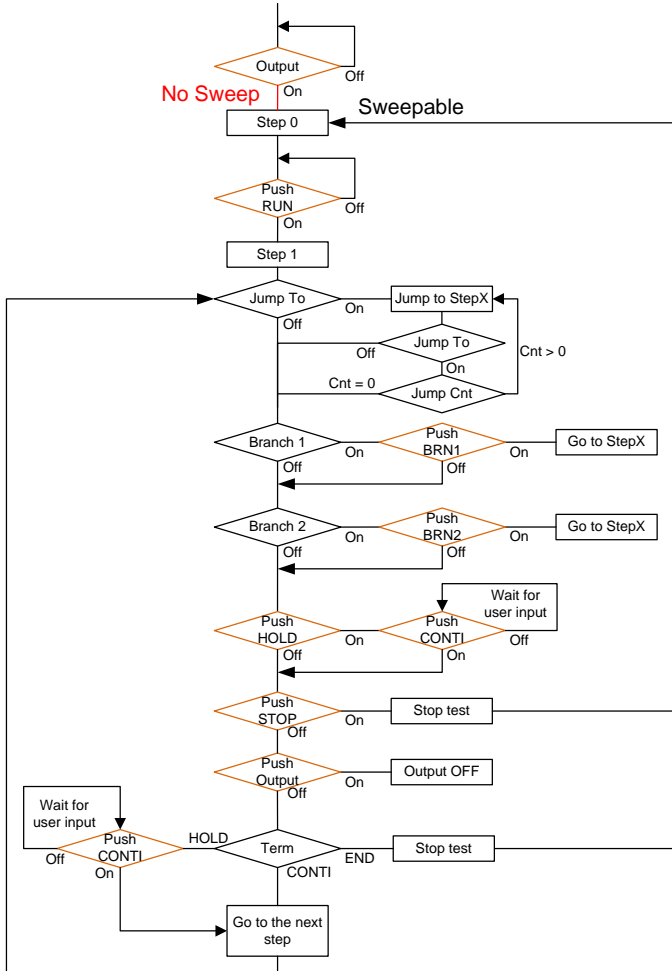 Output
Off
On
No Sweep
Sweepable
Step 0
Push
RUN
Off
On
Step 1
Jump To
On
Jump to StepX
Off
Off
Jump To
On
Cnt > 0
Cnt = 0
Jump Cnt
Branch 1
On
Push
BRN1
On
Go to StepX
Off
Off
Branch 2
On
Push
BRN2
On
Go to StepX
Off
Off
Wait for
user input
Push
HOLD
On
Push
CONTI
Off
Off
On
Push
STOP
On
Stop test
Off
Push
Output
On
Output OFF
Off
Wait for
user input
Push
CONTI
Off
On
HOLD
Term
END
Stop test
CONTI
Go to the next
step